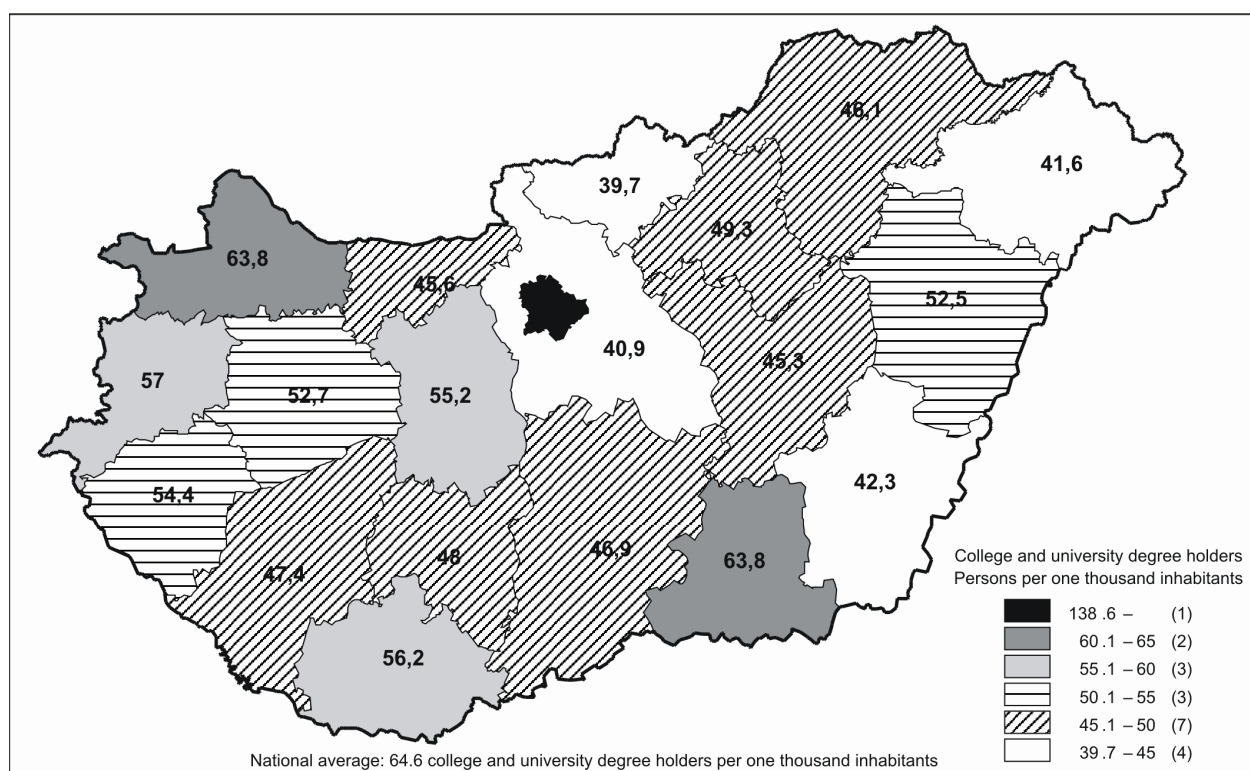 46,1
41,6
39,7
49,3
63,8
45,6
52,5
40,9
45,3
57
52,7
55,2
54,4
42,3
47,4
48
46,9
63,8
56,2
College and university degree holders
Persons per one thousand inhabitants
138 .6 – (1)
60 .1 – 65 (2)
55 .1 – 60 (3)
50 .1 – 55 (3)
45 .1 – 50 (7)
39 .7 – 45 (4)
National average: 64.6 college and university degree holders per one thousand inhabitants